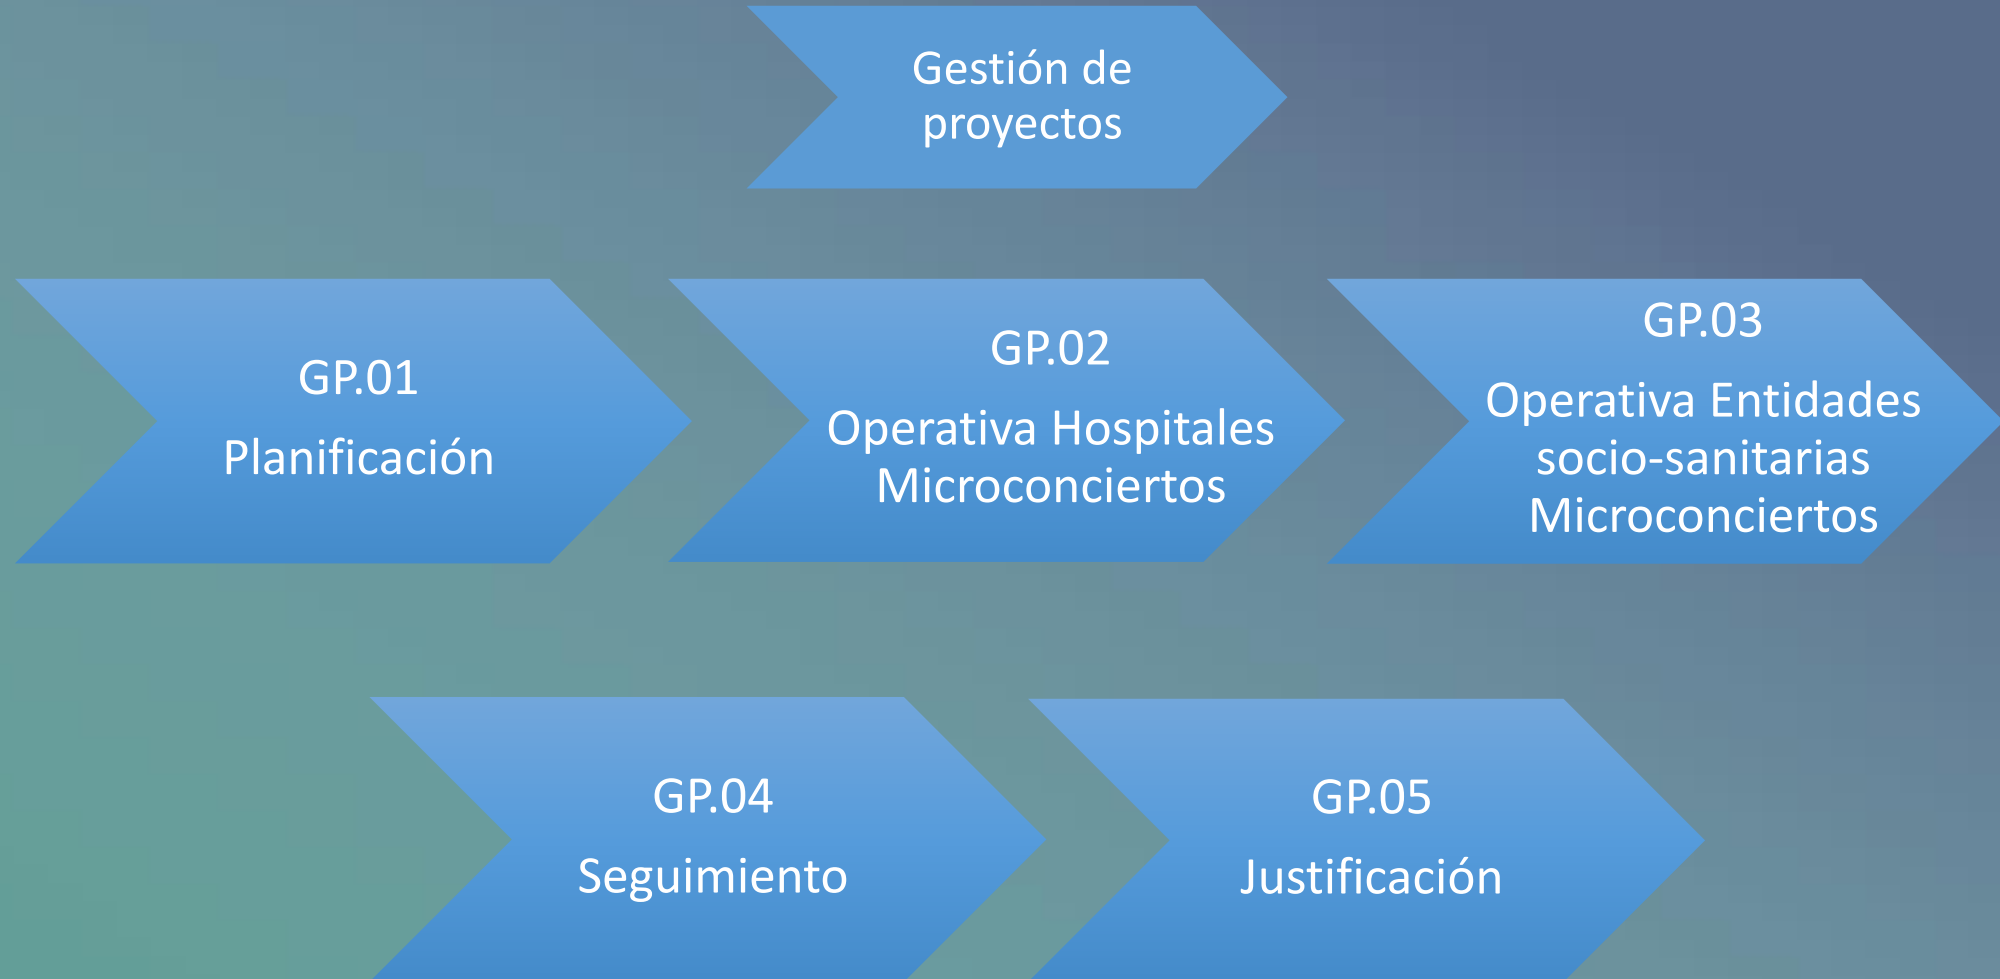 Gestión de
proyectos
GP.01
Planificación
GP.02
Operativa Hospitales
Microconciertos
GP.03
Operativa Entidades
socio-sanitarias
Microconciertos
GP.04
Seguimiento
GP.05
Justificación